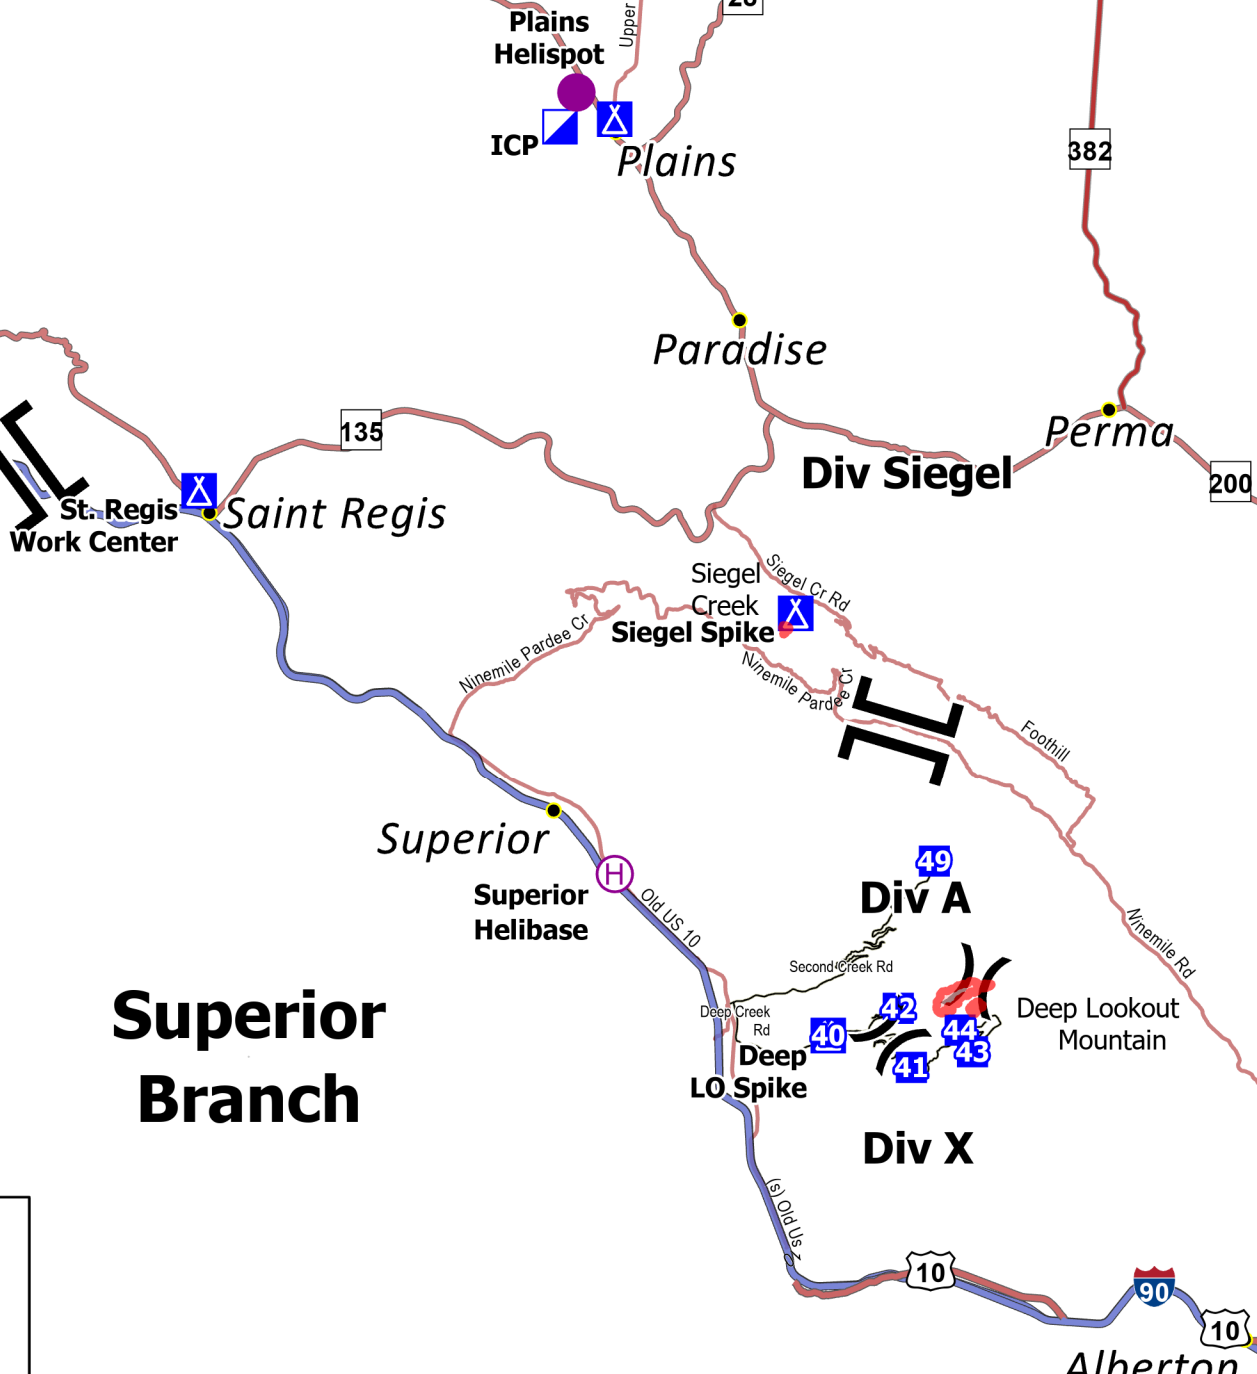 Plains
Helispot
Upper
28
ICP
Plains
382
Paradise
Perma
135
Div Siegel
200
St. Regis
Work Center
Saint Regis
Siegel Cr Rd
Siegel
Creek
Siegel Spike
Ninemile Pardee Cr
Ninemile Pardee Cr
Foothill
Superior
H
Superior
Helibase
Old US 10
49
Div A
Ninemile Rd
Second Creek Rd
Superior
Branch
Deep Creek
Rd
42
40
44
43
41
Deep Lookout
Mountain
Deep
LO Spike
Div X
(s) Old Us
10
90
10
Alberton